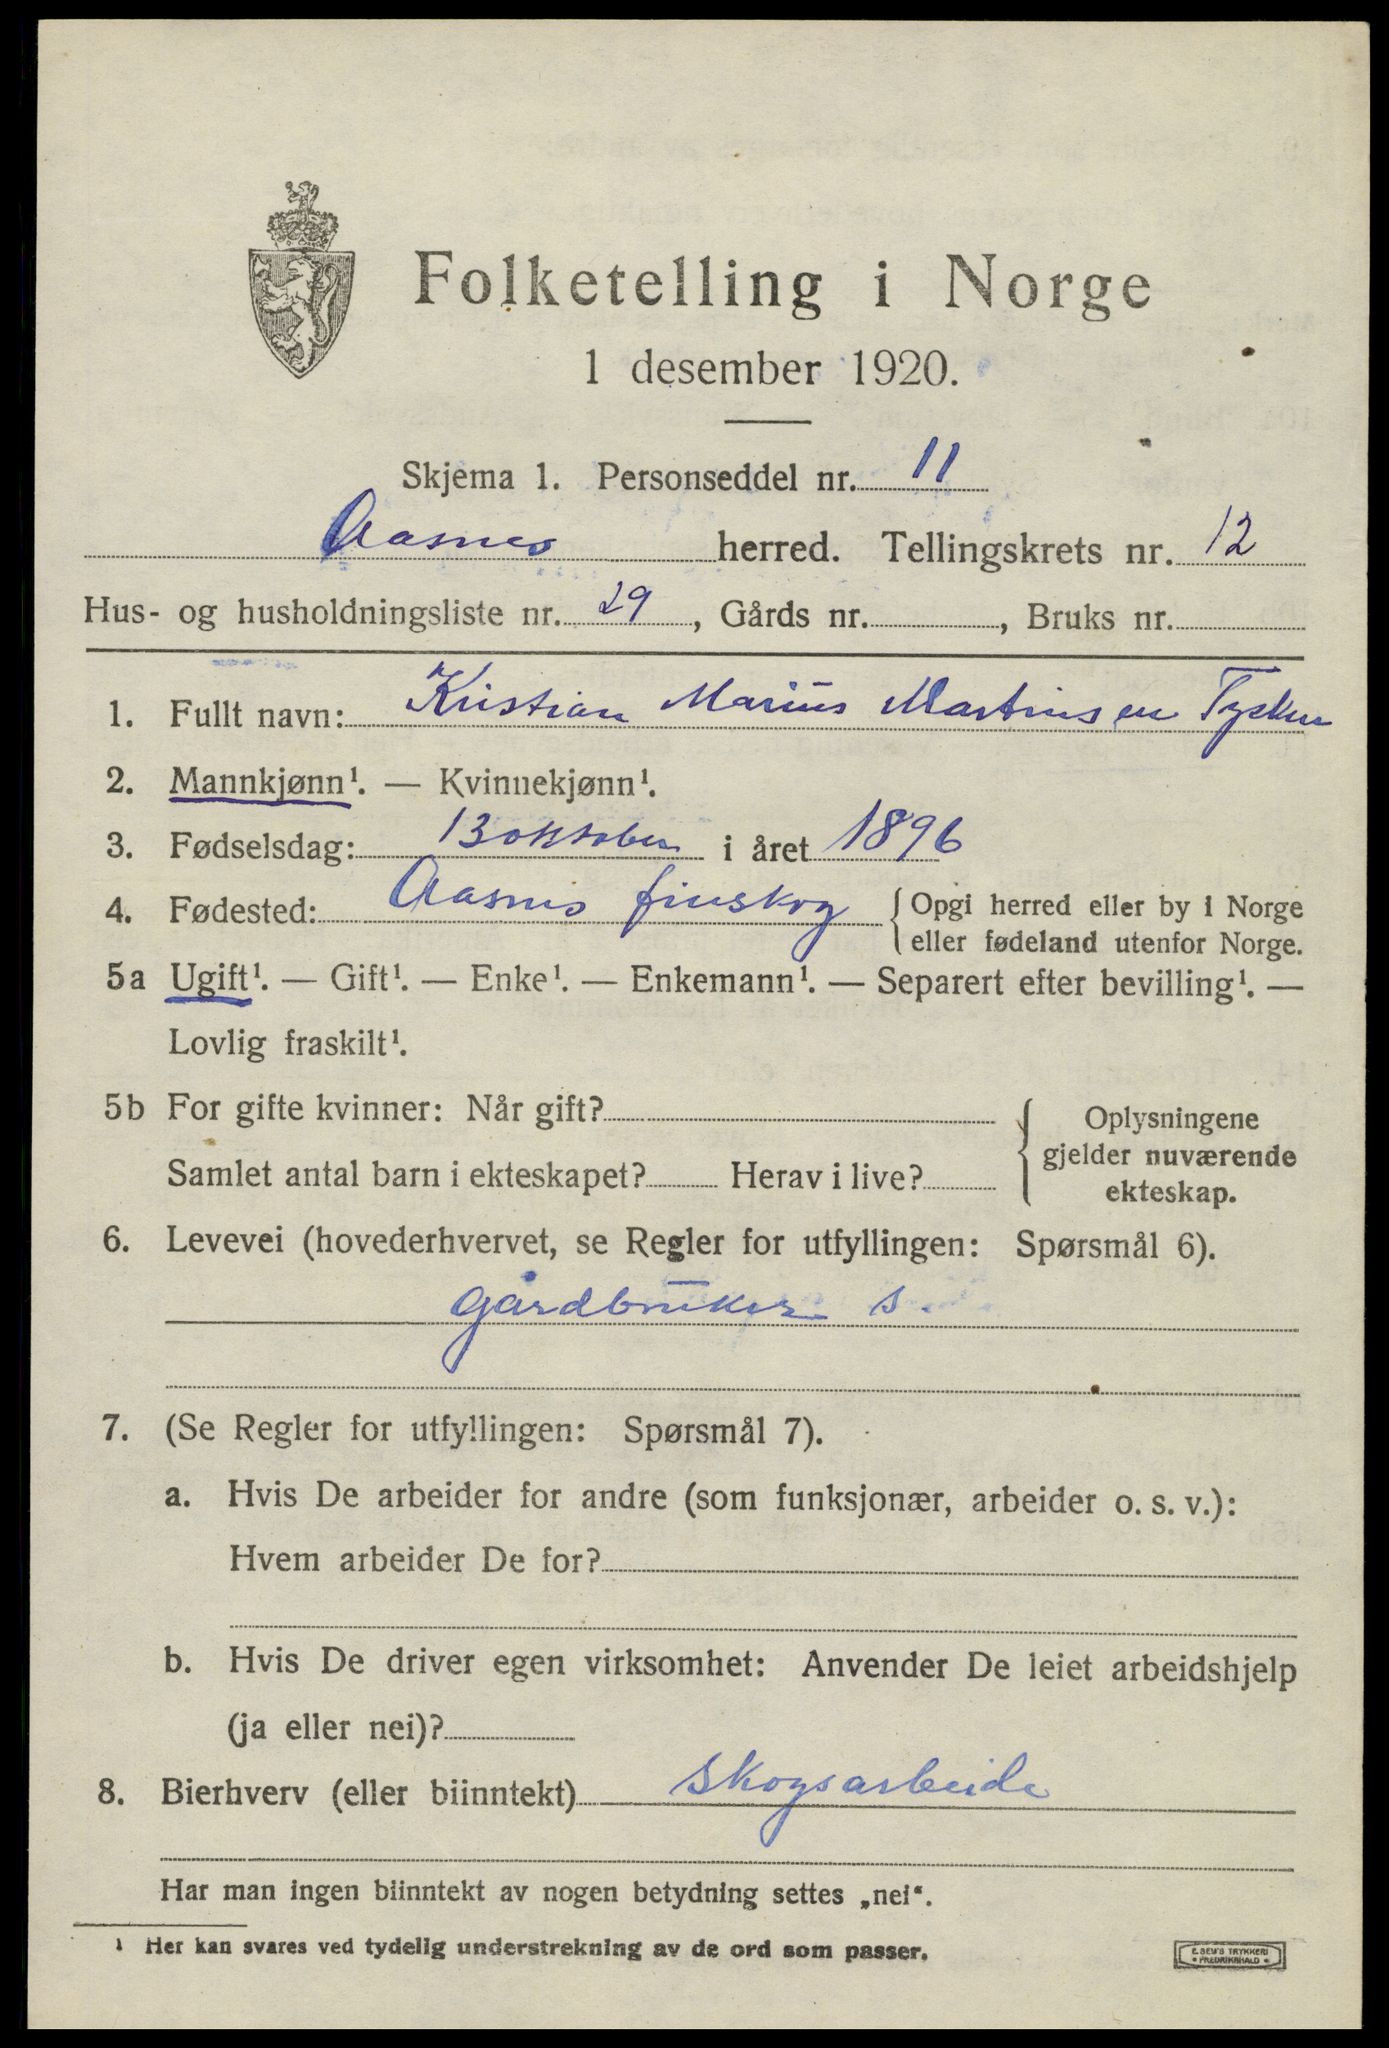 Folketelling i Norge
1 desember 1920.
Skjema 1. Personseddel nr. 11
Aasnes herred. Tellingskrets nr. 12
Hus- og husholdningsliste nr. 29, Gårds nr. , Bruks nr.
1. Fullt navn: Kristian Marius Martinsen
2. Mannkjønn¹. — Kvinnekjønn¹.
3. Fødselsdag: 13 oktober i året 1896
4. Fødested: Aasnes finskog { Opgi herred eller by i Norge
eller fødeland utenfor Norge.
5a Ugift¹. — Gift¹. — Enke¹. — Enkemann¹. — Separert efter bevilling¹. —
Lovlig fraskilt¹.
5b For gifte kvinner: Når gift? { Oplysningene
gjelder nuværende
ekteskap.
Samlet antal barn i ekteskapet? Herav i live?
6. Levevei (hovederhvervet, se Regler for utfyllingen: Spørsmål 6).
Gårdbruker s.
7. (Se Regler for utfyllingen: Spørsmål 7).
a. Hvis De arbeider for andre (som funksjonær, arbeider o. s. v.):
Hvem arbeider De for?
b. Hvis De driver egen virksomhet: Anvender De leiet arbeidshjelp
(ja eller nei)?
8. Bierhverv (eller biinntekt) Skogsarbeide
Har man ingen biinntekt av nogen betydning settes „nei“.
¹ Her kan svares ved tydelig understrekning av de ord som passer.
E. SEM'S TRYKKERI
• FREDRIKSHALD •